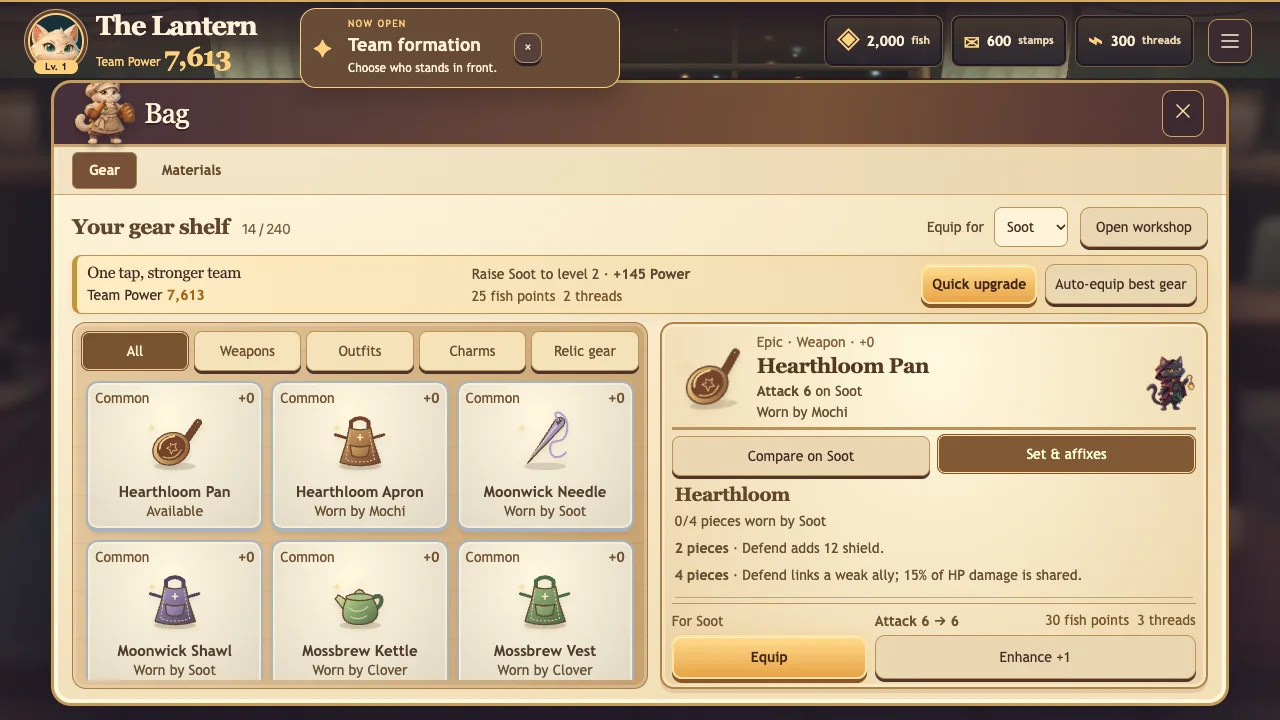 The Lantern
Team Power 7,613
Lv. 1
NOW OPEN
Team formation
Choose who stands in front.
×
2,000 fish
600 stamps
300 threads
Bag
Gear
Materials
Your gear shelf 14 / 240
Equip for Soot
Open workshop
One tap, stronger team
Team Power 7,613
Raise Soot to level 2 · +145 Power
25 fish points 2 threads
Quick upgrade
Auto-equip best gear
All
Weapons
Outfits
Charms
Relic gear
Common +0
Hearthloom Pan
Available
Common +0
Hearthloom Apron
Worn by Mochi
Common +0
Moonwick Needle
Worn by Soot
Common +0
Moonwick Shawl
Worn by Soot
Common +0
Mossbrew Kettle
Worn by Clover
Common +0
Mossbrew Vest
Worn by Clover
Epic · Weapon · +0
Hearthloom Pan
Attack 6 on Soot
Worn by Mochi
Compare on Soot
Set & affixes
Hearthloom
0/4 pieces worn by Soot
2 pieces · Defend adds 12 shield.
4 pieces · Defend links a weak ally; 15% of HP damage is shared.
For Soot
Attack 6 → 6
30 fish points 3 threads
Equip
Enhance +1